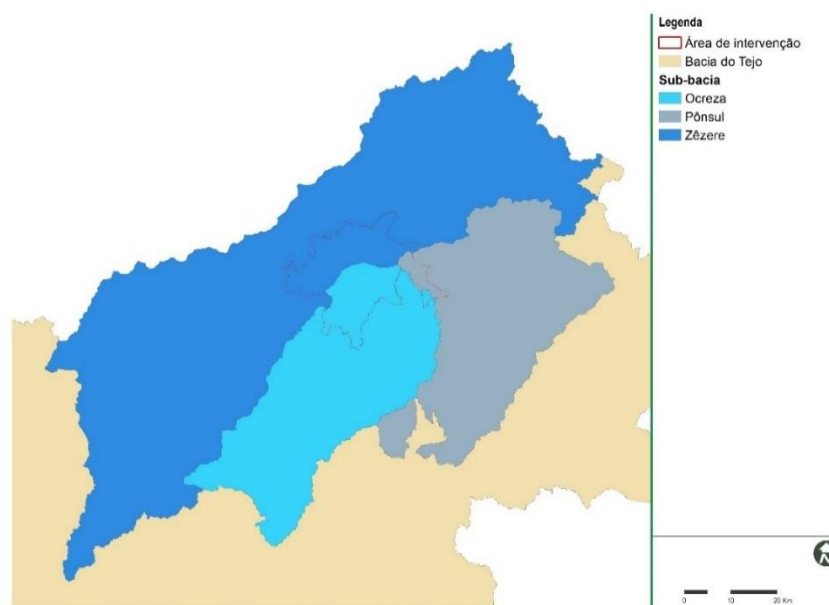 Legenda
Área de intervenção
Bacia do Tejo
Sub-bacia
Ocreza
Pônsul
Zêzere
N
0 10 20 Km